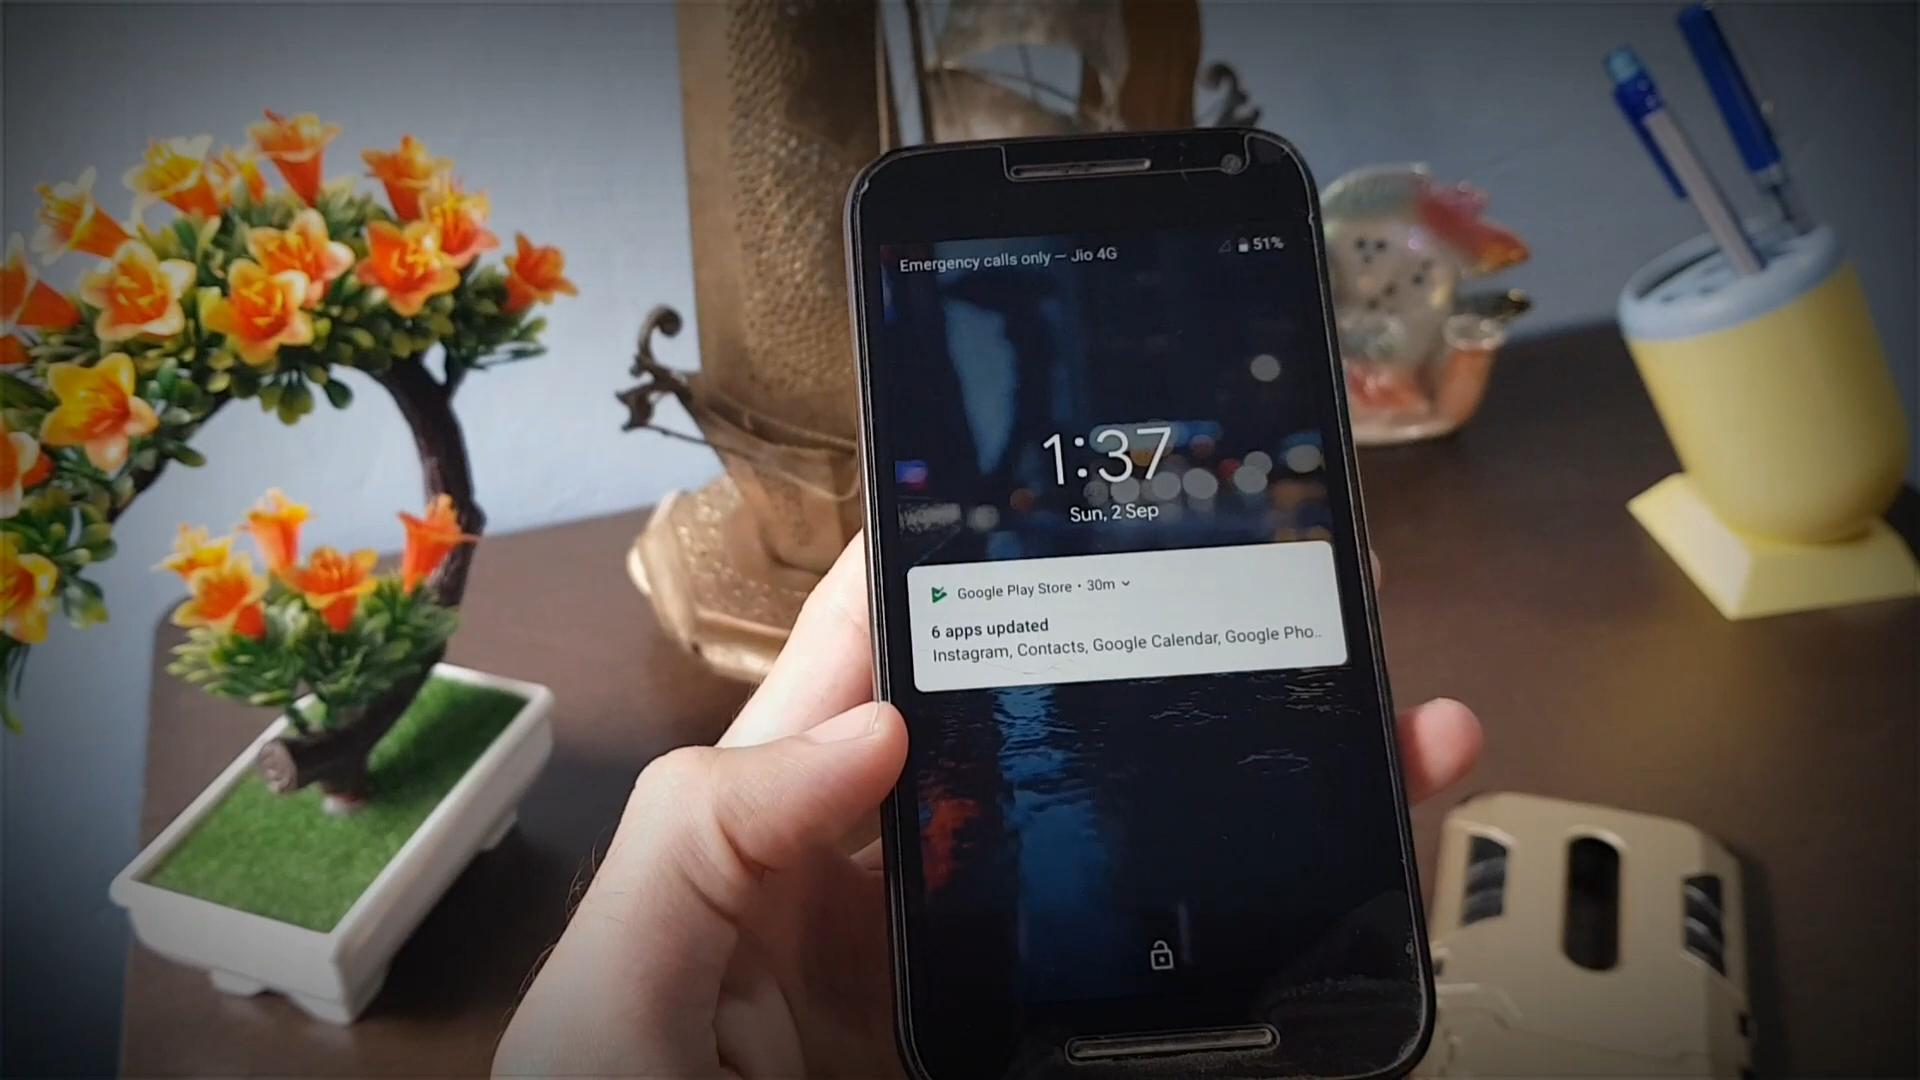 Emergency calls only — Jio 4G
51%
1:37
Sun, 2 Sep
Google Play Store • 30m
6 apps updated
Instagram, Contacts, Google Calendar, Google Pho..